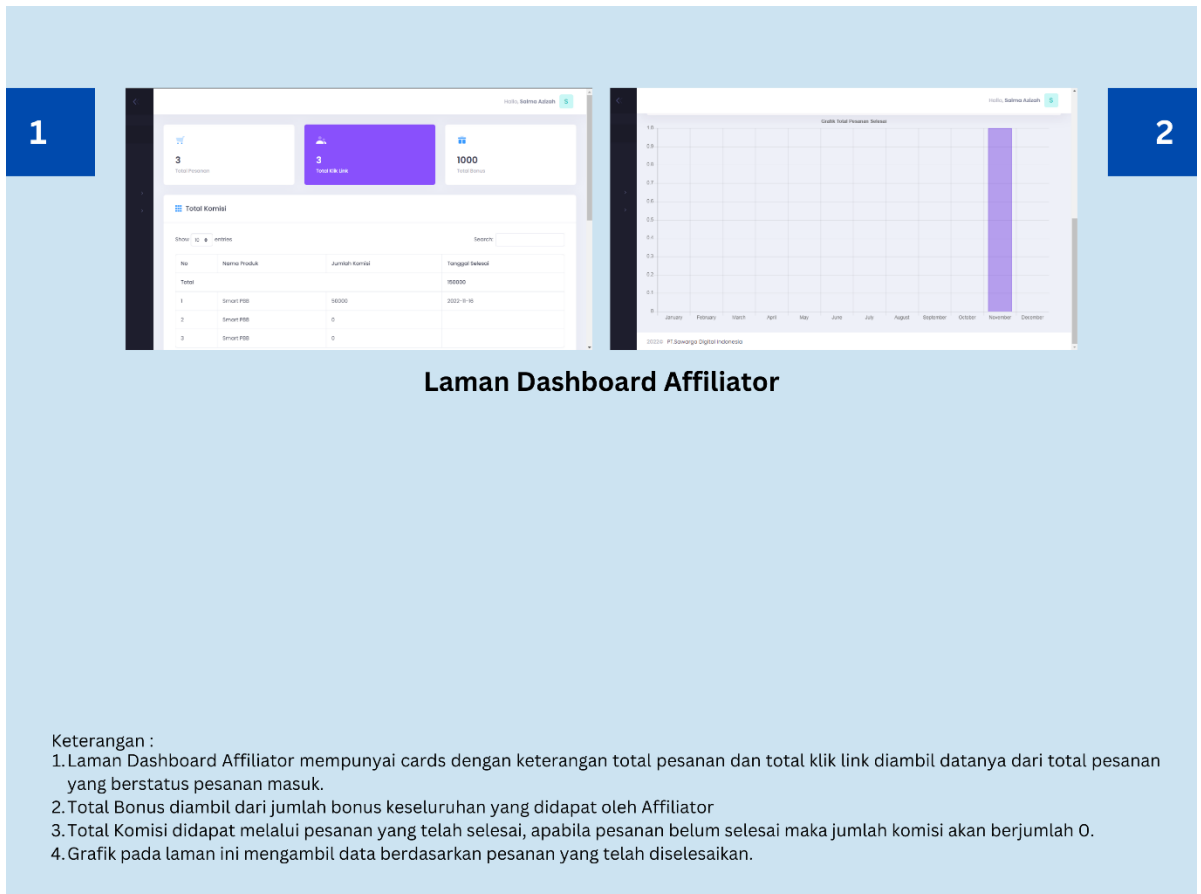 1
2
Hello, Salma Azizah S
3
Total Pesanan
3
Total Klik Link
1000
Total Bonus
Total Komisi
Show 10 entries Search:
No Nama Produk Jumlah Komisi Tanggal Selesai
Total 150000
1 Smart PBB 50000 2022-11-16
2 Smart PBB 0
3 Smart PBB 0
Hello, Salma Azizah S
Grafik Total Pesanan Selesai
1.0
0.9
0.8
0.7
0.6
0.5
0.4
0.3
0.2
0.1
0
January February March April May June July August September October November December
PT.Sawarga Digital Indonesia
Laman Dashboard Affiliator
Keterangan :
1. Laman Dashboard Affiliator mempunyai cards dengan keterangan total pesanan dan total klik link diambil datanya dari total pesanan
yang berstatus pesanan masuk.
2. Total Bonus diambil dari jumlah bonus keseluruhan yang didapat oleh Affiliator
3. Total Komisi didapat melalui pesanan yang telah selesai, apabila pesanan belum selesai maka jumlah komisi akan berjumlah 0.
4. Grafik pada laman ini mengambil data berdasarkan pesanan yang telah diselesaikan.